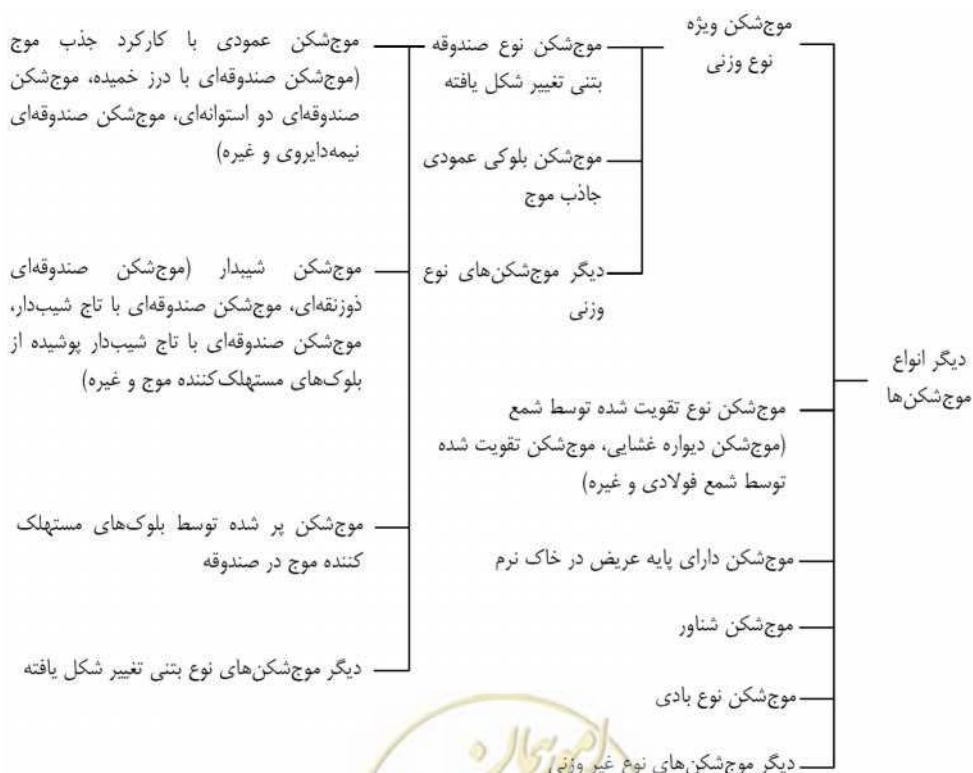 دیگر انواع
موج‌شکن‌ها
موج‌شکن ویژه
نوع وزنی
موج‌شکن نوع صندوقه
بتنی تغییر شکل یافته
موج‌شکن عمودی با کارکرد جذب موج
(موج‌شکن صندوقه‌ای با درز خمیده، موج‌شکن
صندوقه‌ای دو استوانه‌ای، موج‌شکن صندوقه‌ای
نیمه‌دایروی و غیره)
موج‌شکن شیبدار (موج‌شکن صندوقه‌ای
ذوزنقه‌ای، موج‌شکن صندوقه‌ای با تاج شیب‌دار،
موج‌شکن صندوقه‌ای با تاج شیب‌دار پوشیده از
بلوک‌های مستهلک‌کننده موج و غیره)
موج‌شکن پر شده توسط بلوک‌های مستهلک
کننده موج در صندوقه
دیگر موج‌شکن‌های نوع بتنی تغییر شکل یافته
موج‌شکن بلوکی عمودی
جاذب موج
دیگر موج‌شکن‌های نوع
وزنی
موج‌شکن نوع تقویت شده توسط شمع
(موج‌شکن دیواره غشایی، موج‌شکن تقویت شده
توسط شمع فولادی و غیره)
موج‌شکن دارای پایه عریض در خاک نرم
موج‌شکن شناور
موج‌شکن نوع بادی
دیگر موج‌شکن‌های نوع غیر وزنی